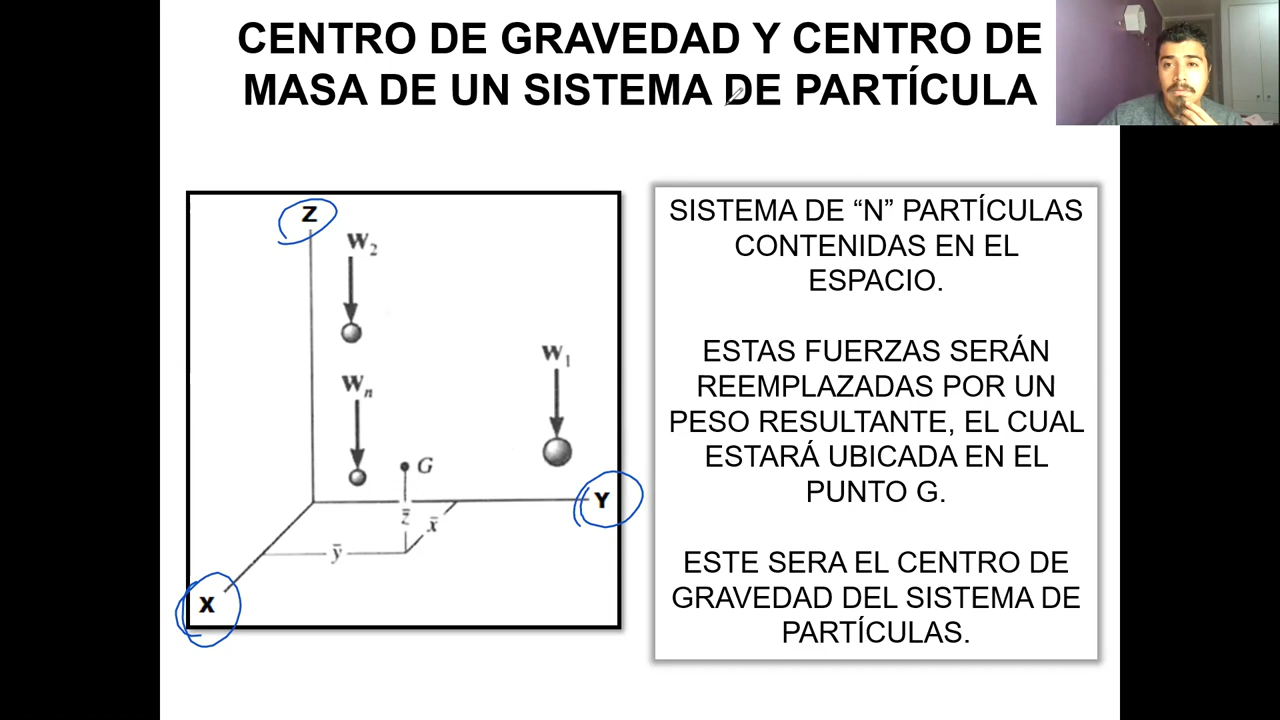 CENTRO DE GRAVEDAD Y CENTRO DE
MASA DE UN SISTEMA DE PARTÍCULA
Z
W2
W1
Wn
G
Y
z̄
x̄
ȳ
X
SISTEMA DE “N” PARTÍCULAS
CONTENIDAS EN EL
ESPACIO.
ESTAS FUERZAS SERÁN
REEMPLAZADAS POR UN
PESO RESULTANTE, EL CUAL
ESTARÁ UBICADA EN EL
PUNTO G.
ESTE SERA EL CENTRO DE
GRAVEDAD DEL SISTEMA DE
PARTÍCULAS.